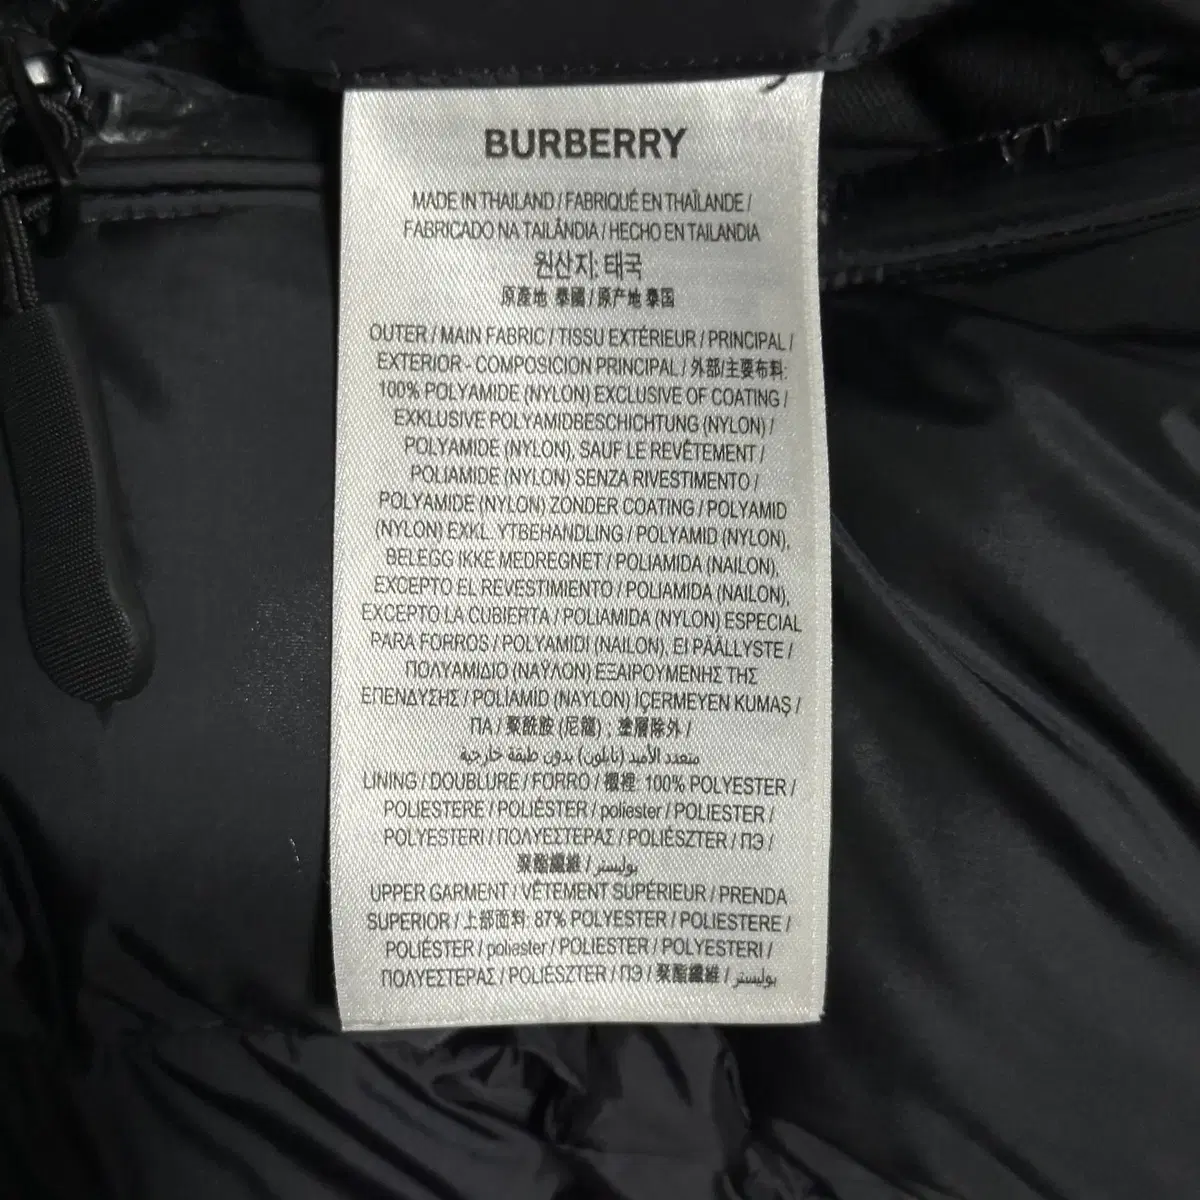 BURBERRY
MADE IN THAILAND / FABRIQUÉ EN THAÏLANDE /
FABRICADO NA TAILÂNDIA / HECHO EN TAILANDIA
원산지: 태국
原產地 泰國 / 原产地 泰国
OUTER / MAIN FABRIC / TISSU EXTÉRIEUR / PRINCIPAL /
EXTERIOR - COMPOSICION PRINCIPAL / 外部/主要布料:
100% POLYAMIDE (NYLON) EXCLUSIVE OF COATING /
EXKLUSIVE POLYAMIDBESCHICHTUNG (NYLON) /
POLYAMIDE (NYLON), SAUF LE REVÊTEMENT /
POLIAMIDE (NYLON) SENZA RIVESTIMENTO /
POLYAMIDE (NYLON) ZONDER COATING / POLYAMID
(NYLON) EXKL. YTBEHANDLING / POLYAMID (NYLON),
BELEGG IKKE MEDREGNET / POLIAMIDA (NAILON),
EXCEPTO EL REVESTIMIENTO / POLIAMIDA (NAILON),
EXCEPTO LA CUBIERTA / POLIAMIDA (NYLON) ESPECIAL
PARA FORROS / POLYAMIDI (NAILON), EI PÄÄLLYSTE /
ΠΟΛΥΑΜΙΔΙΟ (ΝΑΥΛΟΝ) ΕΞΑΙΡΟΥΜΕΝΗΣ ΤΗΣ
ΕΠΕΝΔΥΣΗΣ / POLIAMID (NAYLON) İÇERMEYEN KUMAŞ /
ПА / 聚酰胺 (尼龍) ; 塗層除外 /
متعدد الأميد (نايلون) بدون طبقة خارجية
LINING / DOUBLURE / FORRO / 襯裡: 100% POLYESTER /
POLIESTERE / POLIÉSTER / poliester / POLIESTER /
POLYESTERI / ΠΟΛΥΕΣΤΕΡΑΣ / POLIÉSZTER / ПЭ /
聚酯纖維 / بوليستر
UPPER GARMENT / VÊTEMENT SUPÉRIEUR / PRENDA
SUPERIOR / 上部面料: 87% POLYESTER / POLIESTERE /
POLIÉSTER / poliester / POLIESTER / POLYESTERI /
ΠΟΛΥΕΣΤΕΡΑΣ / POLIÉSZTER / ПЭ / 聚酯纖維 / بوليستر